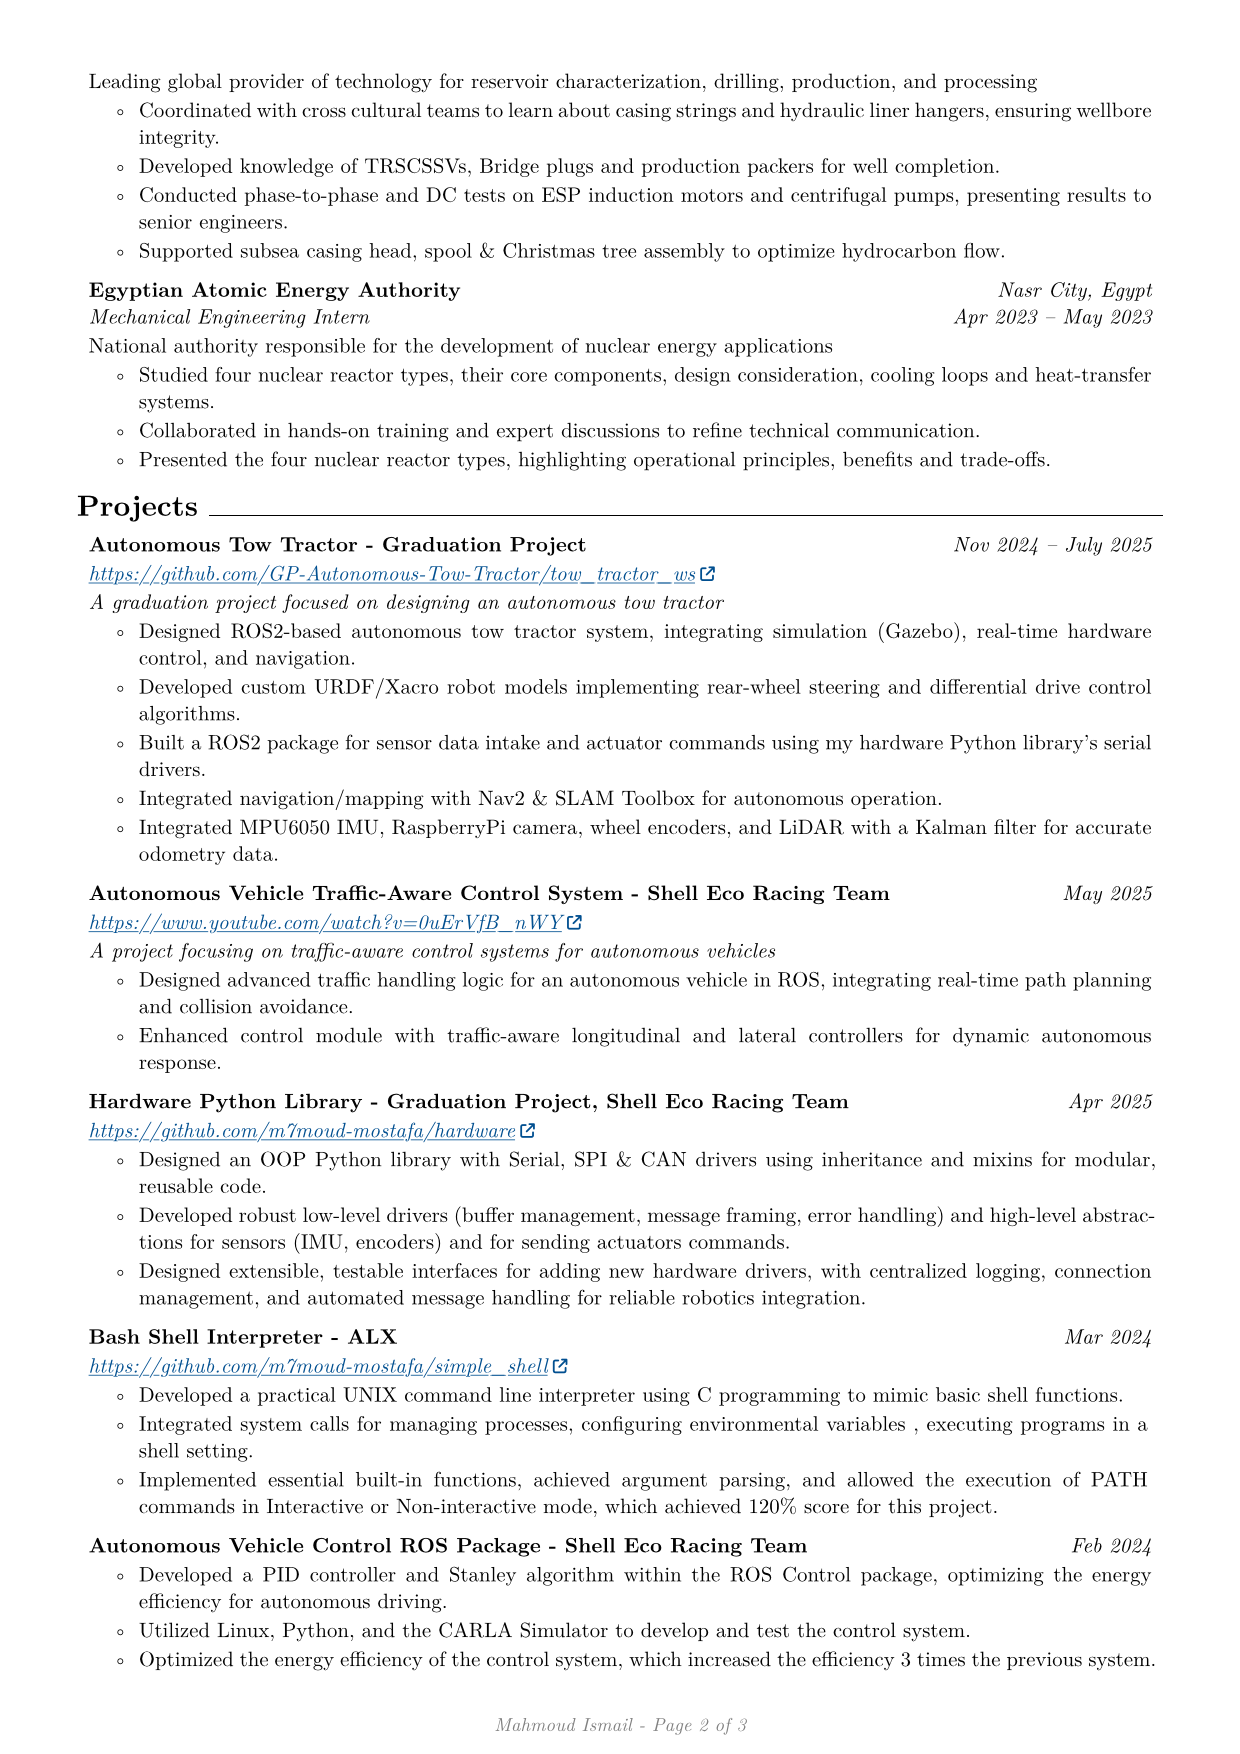 Leading global provider of technology for reservoir characterization, drilling, production, and processing
◦ Coordinated with cross cultural teams to learn about casing strings and hydraulic liner hangers, ensuring wellbore
integrity.
◦ Developed knowledge of TRSCSSVs, Bridge plugs and production packers for well completion.
◦ Conducted phase-to-phase and DC tests on ESP induction motors and centrifugal pumps, presenting results to
senior engineers.
◦ Supported subsea casing head, spool & Christmas tree assembly to optimize hydrocarbon flow.
Egyptian Atomic Energy Authority Nasr City, Egypt
Mechanical Engineering Intern Apr 2023 – May 2023
National authority responsible for the development of nuclear energy applications
◦ Studied four nuclear reactor types, their core components, design consideration, cooling loops and heat-transfer
systems.
◦ Collaborated in hands-on training and expert discussions to refine technical communication.
◦ Presented the four nuclear reactor types, highlighting operational principles, benefits and trade-offs.
Projects
Autonomous Tow Tractor - Graduation Project Nov 2024 – July 2025
https://github.com/GP-Autonomous-Tow-Tractor/tow_tractor_ws
A graduation project focused on designing an autonomous tow tractor
◦ Designed ROS2-based autonomous tow tractor system, integrating simulation (Gazebo), real-time hardware
control, and navigation.
◦ Developed custom URDF/Xacro robot models implementing rear-wheel steering and differential drive control
algorithms.
◦ Built a ROS2 package for sensor data intake and actuator commands using my hardware Python library's serial
drivers.
◦ Integrated navigation/mapping with Nav2 & SLAM Toolbox for autonomous operation.
◦ Integrated MPU6050 IMU, RaspberryPi camera, wheel encoders, and LiDAR with a Kalman filter for accurate
odometry data.
Autonomous Vehicle Traffic-Aware Control System - Shell Eco Racing Team May 2025
https://www.youtube.com/watch?v=0uErVfB_nWY
A project focusing on traffic-aware control systems for autonomous vehicles
◦ Designed advanced traffic handling logic for an autonomous vehicle in ROS, integrating real-time path planning
and collision avoidance.
◦ Enhanced control module with traffic-aware longitudinal and lateral controllers for dynamic autonomous
response.
Hardware Python Library - Graduation Project, Shell Eco Racing Team Apr 2025
https://github.com/m7moud-mostafa/hardware
◦ Designed an OOP Python library with Serial, SPI & CAN drivers using inheritance and mixins for modular,
reusable code.
◦ Developed robust low-level drivers (buffer management, message framing, error handling) and high-level abstrac-
tions for sensors (IMU, encoders) and for sending actuators commands.
◦ Designed extensible, testable interfaces for adding new hardware drivers, with centralized logging, connection
management, and automated message handling for reliable robotics integration.
Bash Shell Interpreter - ALX Mar 2024
https://github.com/m7moud-mostafa/simple_shell
◦ Developed a practical UNIX command line interpreter using C programming to mimic basic shell functions.
◦ Integrated system calls for managing processes, configuring environmental variables , executing programs in a
shell setting.
◦ Implemented essential built-in functions, achieved argument parsing, and allowed the execution of PATH
commands in Interactive or Non-interactive mode, which achieved 120% score for this project.
Autonomous Vehicle Control ROS Package - Shell Eco Racing Team Feb 2024
◦ Developed a PID controller and Stanley algorithm within the ROS Control package, optimizing the energy
efficiency for autonomous driving.
◦ Utilized Linux, Python, and the CARLA Simulator to develop and test the control system.
◦ Optimized the energy efficiency of the control system, which increased the efficiency 3 times the previous system.
Mahmoud Ismail - Page 2 of 3